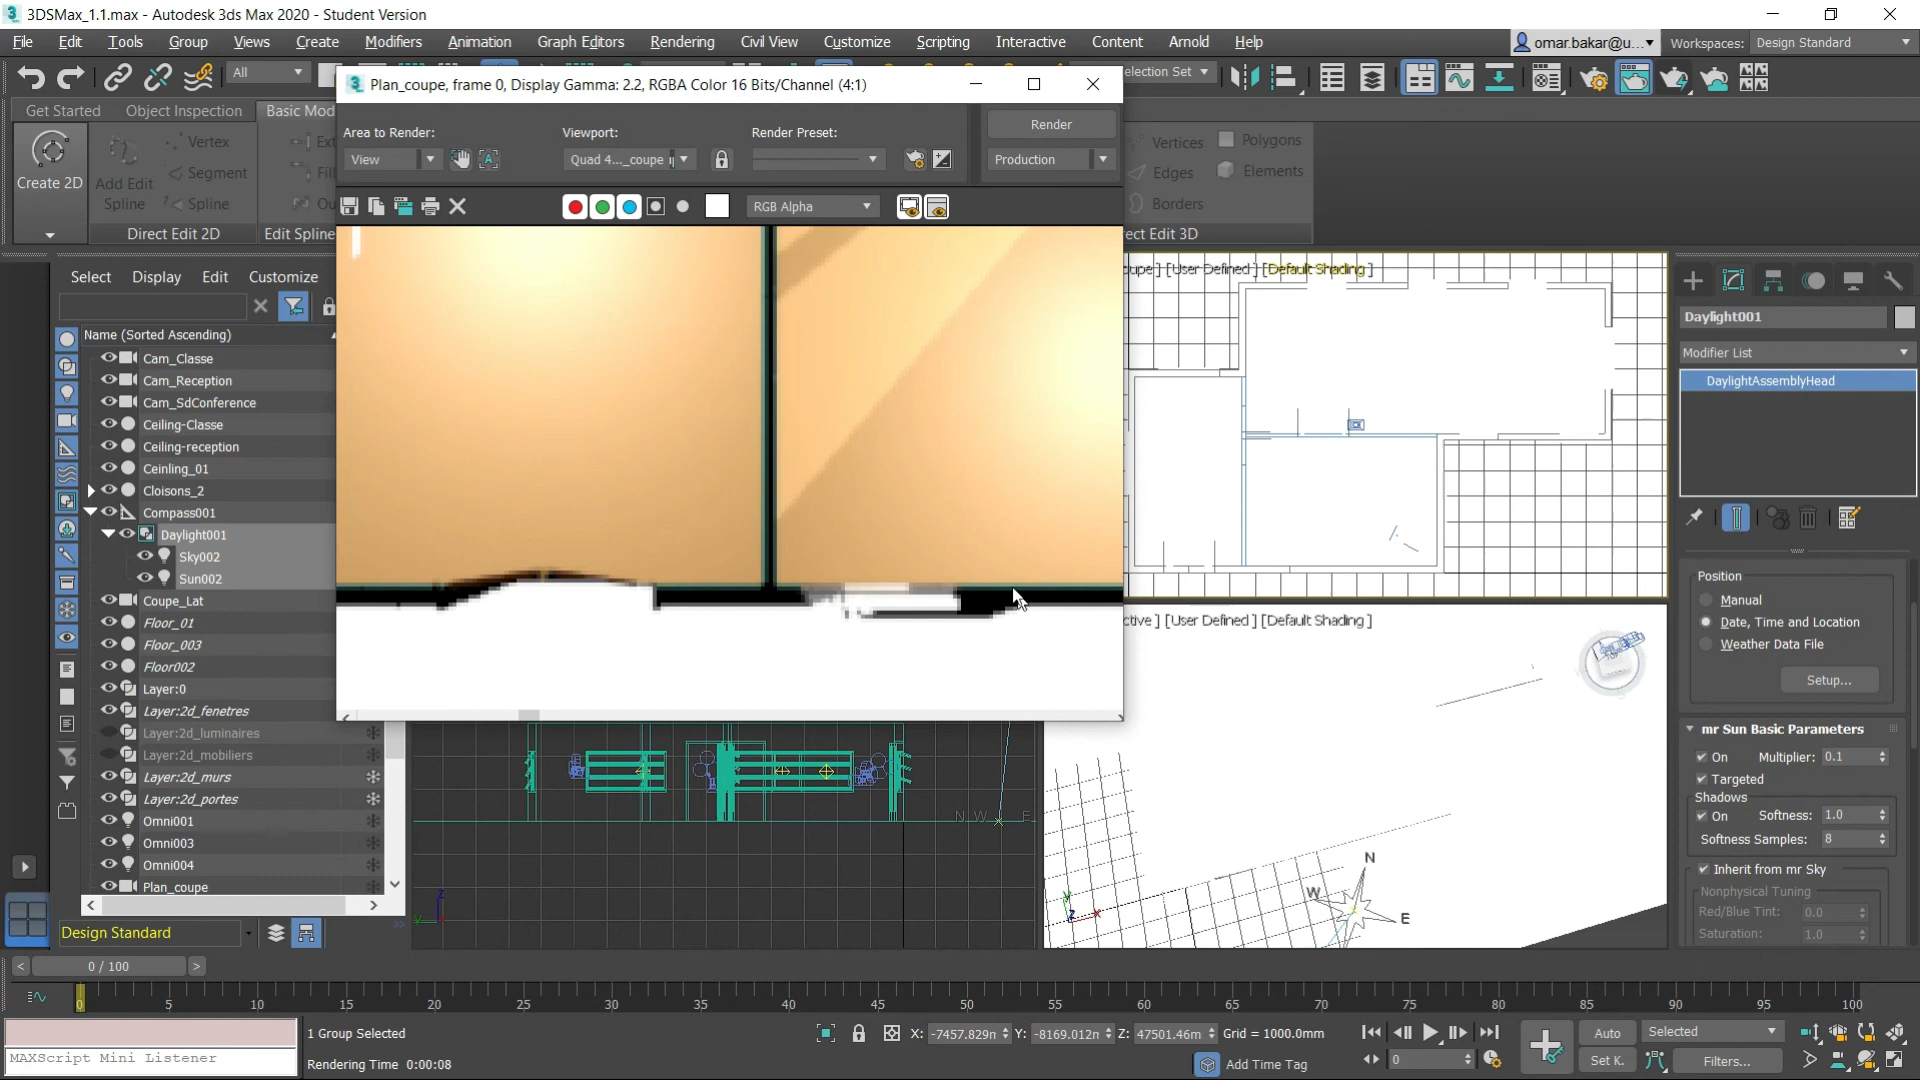 3DSMax_1.1.max - Autodesk 3ds Max 2020 - Student Version
File Edit Tools Group Views Create Modifiers Animation Graph Editors Rendering Civil View Customize Scripting Interactive Content Arnold Help
omar.bakar@u... Workspaces: Design Standard
All
election Set
Plan_coupe, frame 0, Display Gamma: 2.2, RGBA Color 16 Bits/Channel (4:1)
Get Started Object Inspection Basic Mod
Area to Render: Viewport: Render Preset: Render
View Quad 4..._coupe Production
RGB Alpha
Create 2D
Add Edit Spline
Vertex
Segment
Spline
Direct Edit 2D Edit Spline
Vertices Polygons
Edges Elements
Borders
ect Edit 3D
Select Display Edit Customize
Name (Sorted Ascending)
Cam_Classe
Cam_Reception
Cam_SdConference
Ceiling-Classe
Ceiling-reception
Ceinling_01
Cloisons_2
Compass001
Daylight001
Sky002
Sun002
Coupe_Lat
Floor_01
Floor_003
Floor002
Layer:0
Layer:2d_fenetres
Layer:2d_luminaires
Layer:2d_mobiliers
Layer:2d_murs
Layer:2d_portes
Omni001
Omni003
Omni004
Plan_coupe
Design Standard
oupe ] [User Defined ] [Default Shading ]
ctive ] [User Defined ] [Default Shading ]
TOP
N W E
N
W
E
z
y
y
z
x
Daylight001
Modifier List
DaylightAssemblyHead
Position
Manual
Date, Time and Location
Weather Data File
Setup...
mr Sun Basic Parameters
On Multiplier: 0.1
Targeted
Shadows
On Softness: 1.0
Softness Samples: 8
Inherit from mr Sky
Nonphysical Tuning
Red/Blue Tint: 0.0
Saturation: 1.0
< 0 / 100 >
0 5 10 15 20 25 30 35 40 45 50 55 60 65 70 75 80 85 90 95 100
1 Group Selected
X: -7457.829n Y: -8169.012n Z: 47501.46m Grid = 1000.0mm
Auto Selected
MAXScript Mini Listener
Rendering Time 0:00:08
Add Time Tag
0
Set K. Filters...